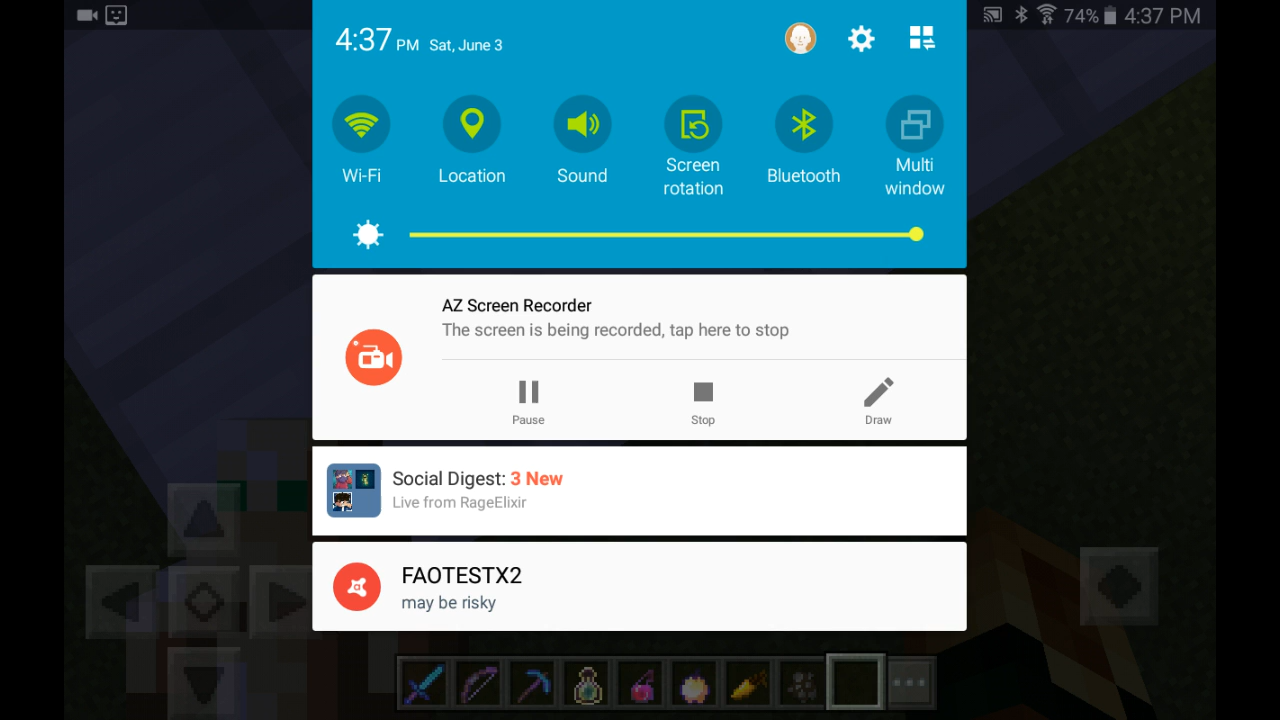 74% 4:37 PM
4:37 PM Sat, June 3
Wi-Fi
Location
Sound
Screen
rotation
Bluetooth
Multi
window
AZ Screen Recorder
The screen is being recorded, tap here to stop
Pause
Stop
Draw
Social Digest: 3 New
Live from RageElixir
FAOTESTX2
may be risky